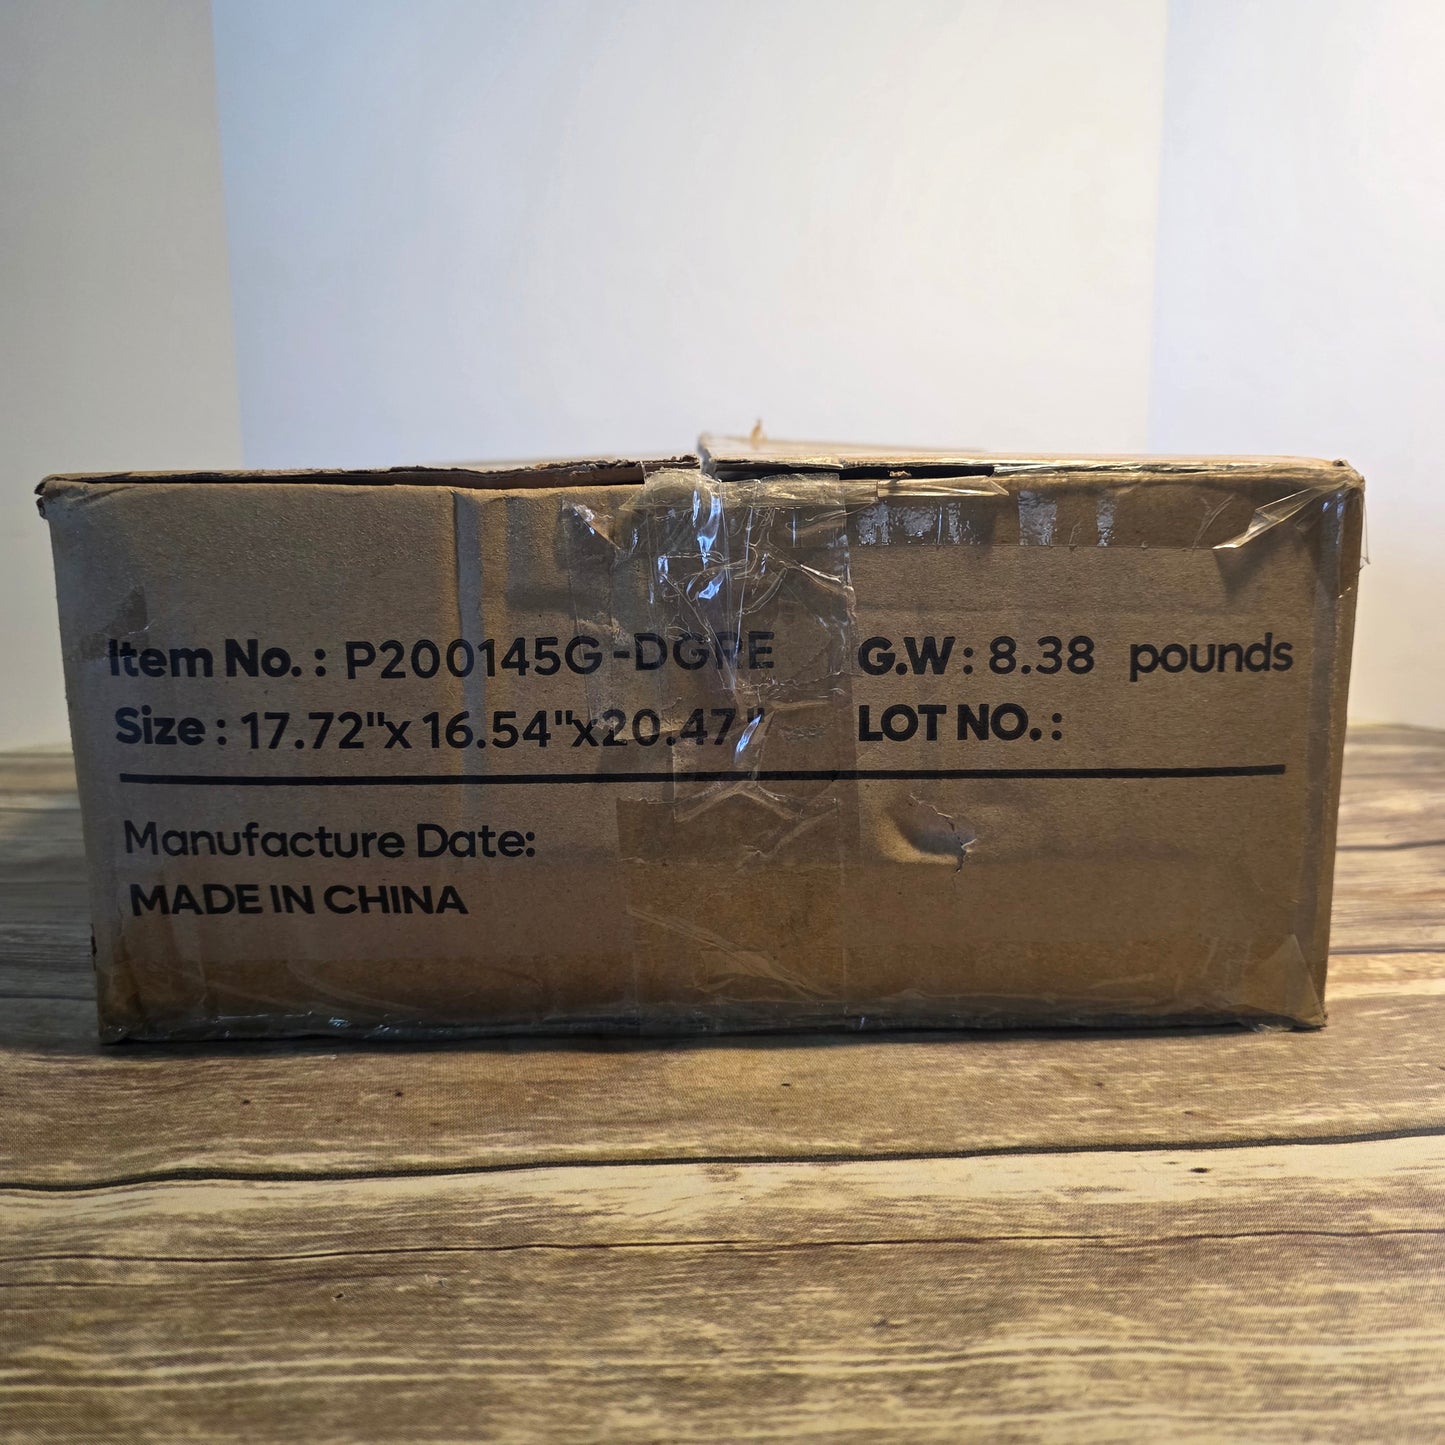 Item No. : P200145G-DGRE G.W : 8.38 pounds
Size : 17.72"x 16.54"x20.47" LOT NO. :
Manufacture Date:
MADE IN CHINA